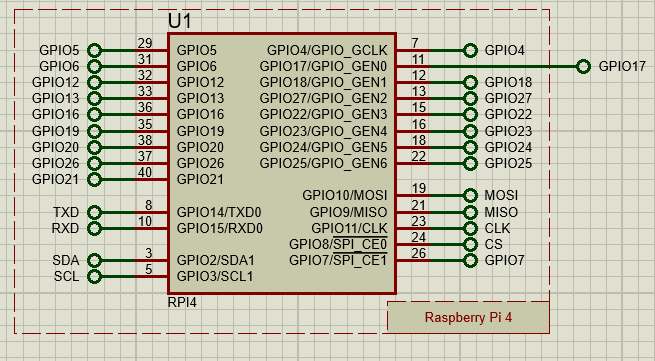 U1
GPIO5 29 GPIO5 GPIO4/GPIO_GCLK 7 GPIO4
GPIO6 31 GPIO6 GPIO17/GPIO_GEN0 11 GPIO17
GPIO12 32 GPIO12 GPIO18/GPIO_GEN1 12 GPIO18
GPIO13 33 GPIO13 GPIO27/GPIO_GEN2 13 GPIO27
GPIO16 36 GPIO16 GPIO22/GPIO_GEN3 15 GPIO22
GPIO19 35 GPIO19 GPIO23/GPIO_GEN4 16 GPIO23
GPIO20 38 GPIO20 GPIO24/GPIO_GEN5 18 GPIO24
GPIO26 37 GPIO26 GPIO25/GPIO_GEN6 22 GPIO25
GPIO21 40 GPIO21
GPIO10/MOSI 19 MOSI
TXD 8 GPIO14/TXD0 GPIO9/MISO 21 MISO
RXD 10 GPIO15/RXD0 GPIO11/CLK 23 CLK
GPIO8/SPI_CE0 24 CS
SDA 3 GPIO2/SDA1 GPIO7/SPI_CE1 26 GPIO7
SCL 5 GPIO3/SCL1
RPI4
Raspberry Pi 4